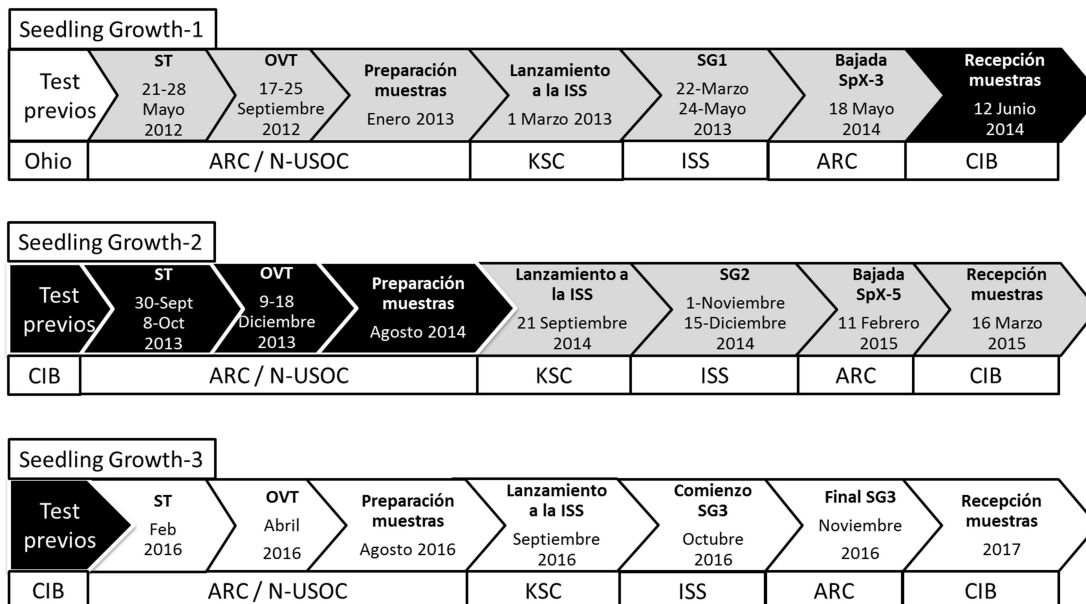 Seedling Growth-1
Test
previos
ST
21-28
Mayo
2012
OVT
17-25
Septiembre
2012
Preparación
muestras
Enero 2013
Lanzamiento
a la ISS
1 Marzo 2013
SG1
22-Marzo
24-Mayo
2013
Bajada
SpX-3
18 Mayo
2014
Recepción
muestras
12 Junio
2014
Ohio
ARC / N-USOC
KSC
ISS
ARC
CIB
Seedling Growth-2
Test
previos
ST
30-Sept
8-Oct
2013
OVT
9-18
Diciembre
2013
Preparación
muestras
Agosto 2014
Lanzamiento a
la ISS
21 Septiembre
2014
SG2
1-Noviembre
15-Diciembre
2014
Bajada
SpX-5
11 Febrero
2015
Recepción
muestras
16 Marzo
2015
CIB
ARC / N-USOC
KSC
ISS
ARC
CIB
Seedling Growth-3
Test
previos
ST
Feb
2016
OVT
Abril
2016
Preparación
muestras
Agosto 2016
Lanzamiento
a la ISS
Septiembre
2016
Comienzo
SG3
Octubre
2016
Final SG3
Noviembre
2016
Recepción
muestras
2017
CIB
ARC / N-USOC
KSC
ISS
ARC
CIB